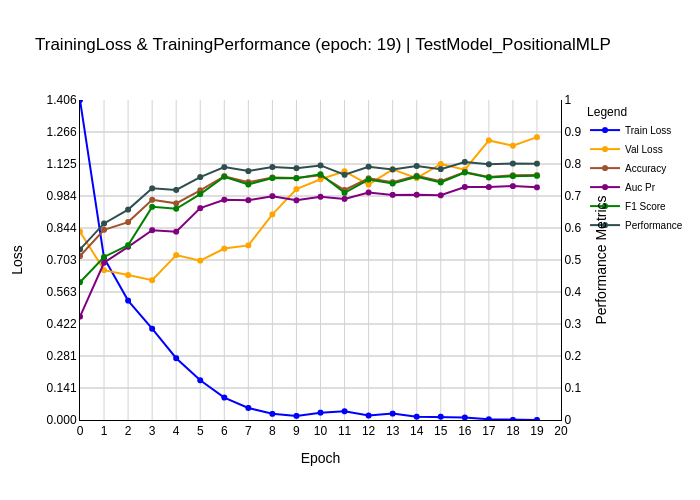 TrainingLoss & TrainingPerformance (epoch: 19) | TestModel_PositionalMLP
Legend
Train Loss
Val Loss
Accuracy
Auc Pr
F1 Score
Performance
Loss
1.406
1.266
1.125
0.984
0.844
0.703
0.563
0.422
0.281
0.141
0.000
1
0.9
0.8
0.7
0.6
0.5
0.4
0.3
0.2
0.1
0
Performance Metrics
0 1 2 3 4 5 6 7 8 9 10 11 12 13 14 15 16 17 18 19 20
Epoch